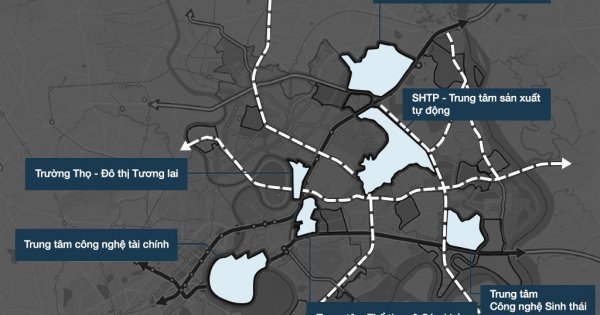 SHTP - Trung tâm sản xuất
tự động
Trường Thọ - Đô thị Tương lai
Trung tâm công nghệ tài chính
Trung tâm
Công nghệ Sinh thái